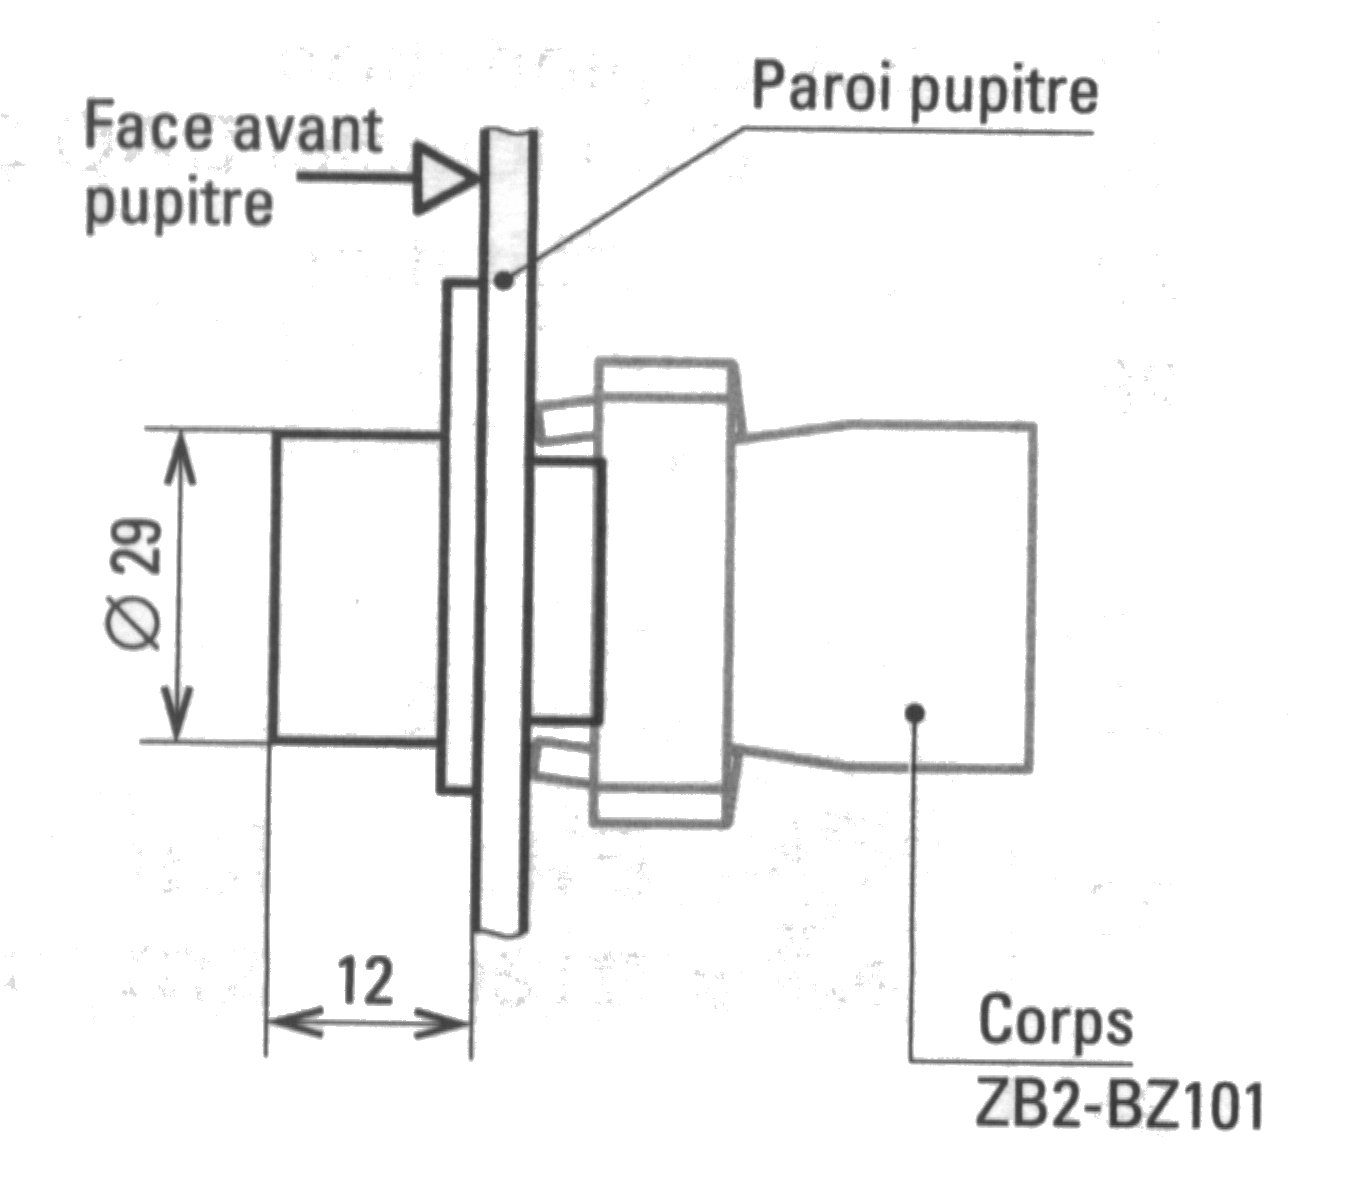 Paroi pupitre
Face avant
pupitre
Ø 29
12
Corps
ZB2-BZ101